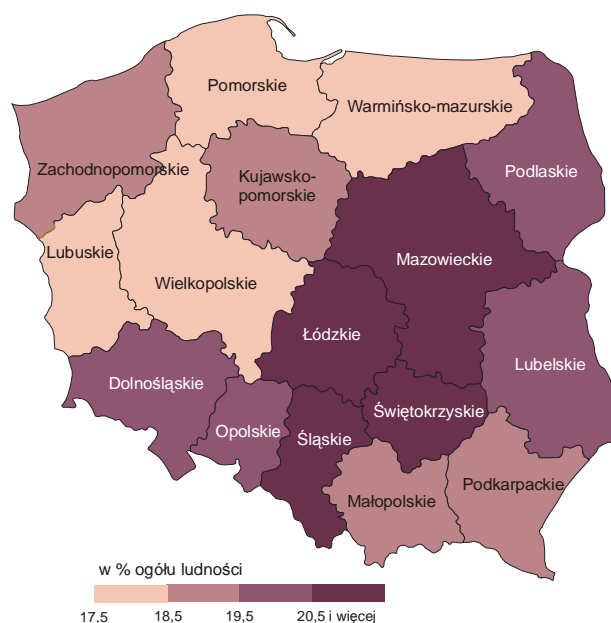 Pomorskie
Warmińsko-mazurskie
Zachodnopomorskie
Kujawsko-
pomorskie
Podlaskie
Lubuskie
Wielkopolskie
Mazowieckie
Łódzkie
Lubelskie
Dolnośląskie
Świętokrzyskie
Opolskie
Śląskie
Małopolskie
Podkarpackie
w % ogółu ludności
17,5 18,5 19,5 20,5 i więcej